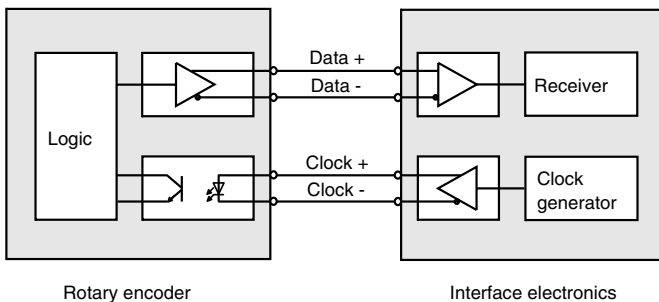 Data +
Data -
Receiver
Logic
Clock +
Clock -
Clock
generator
Rotary encoder
Interface electronics